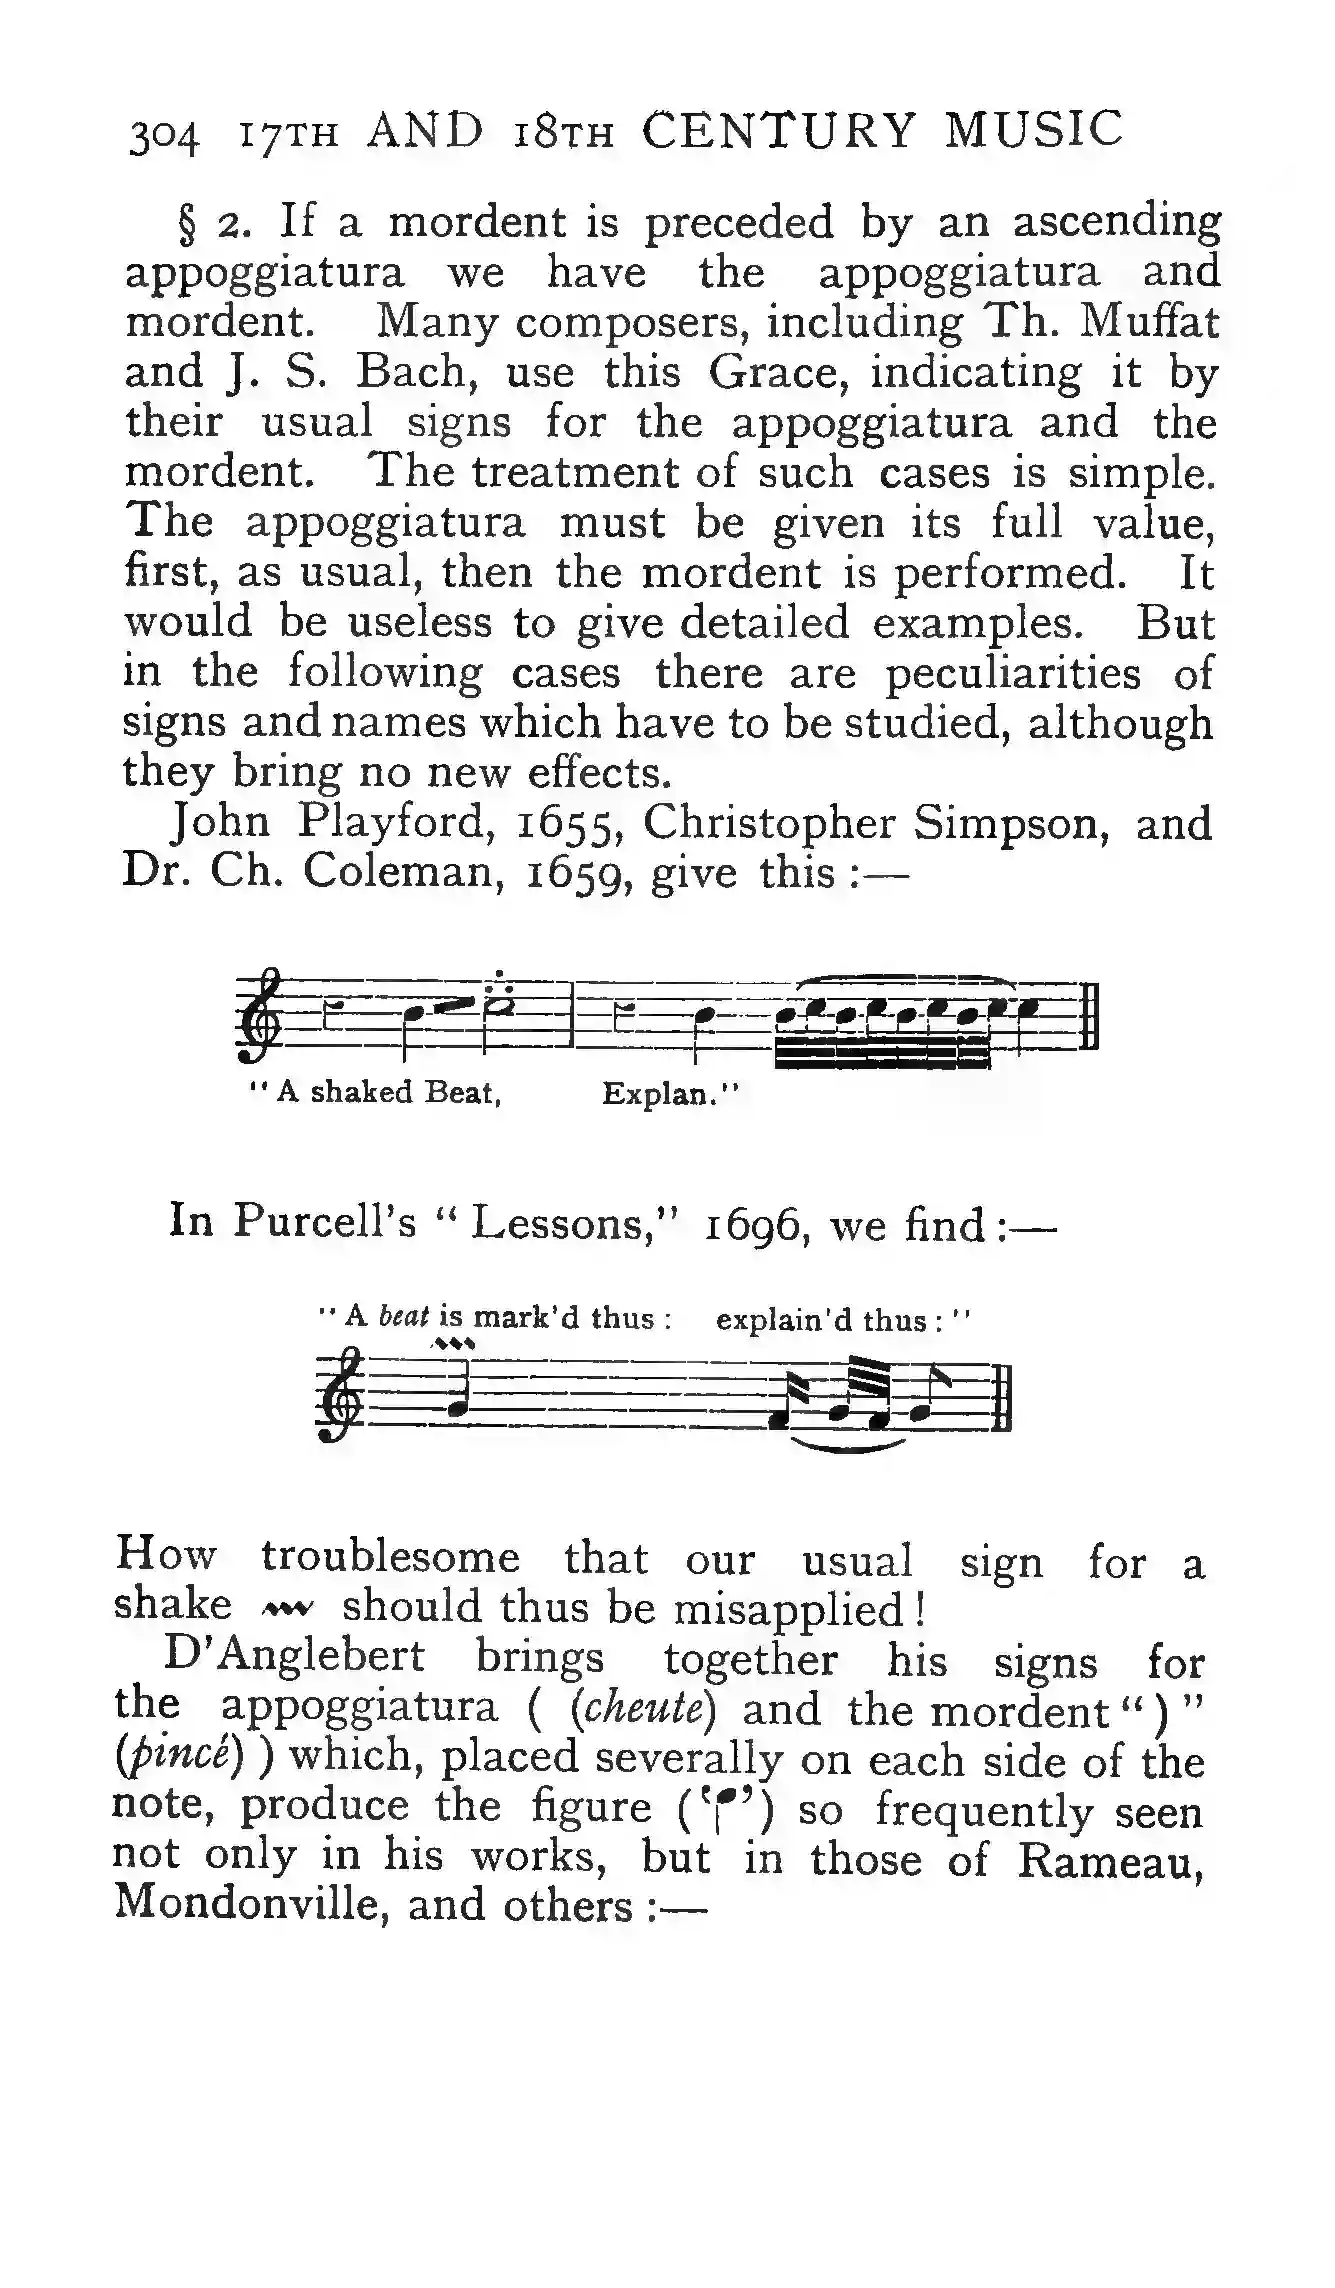 304 17TH AND 18TH CENTURY MUSIC
§ 2. If a mordent is preceded by an ascending
appoggiatura we have the appoggiatura and
mordent. Many composers, including Th. Muffat
and J. S. Bach, use this Grace, indicating it by
their usual signs for the appoggiatura and the
mordent. The treatment of such cases is simple.
The appoggiatura must be given its full value,
first, as usual, then the mordent is performed. It
would be useless to give detailed examples. But
in the following cases there are peculiarities of
signs and names which have to be studied, although
they bring no new effects.
John Playford, 1655, Christopher Simpson, and
Dr. Ch. Coleman, 1659, give this :—
"A shaked Beat, Explan."
In Purcell's "Lessons," 1696, we find :—
"A beat is mark'd thus : explain'd thus :"
How troublesome that our usual sign for a
shake should thus be misapplied !
D'Anglebert brings together his signs for
the appoggiatura ( (cheute) and the mordent " ) "
(pincé) ) which, placed severally on each side of the
note, produce the figure (‘ ’) so frequently seen
not only in his works, but in those of Rameau,
Mondonville, and others :—